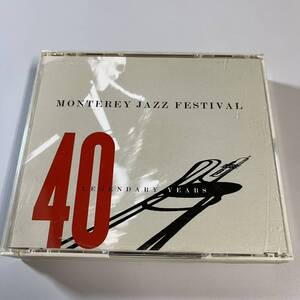 MONTEREY JAZZ FESTIVAL
40
LEGENDARY YEARS